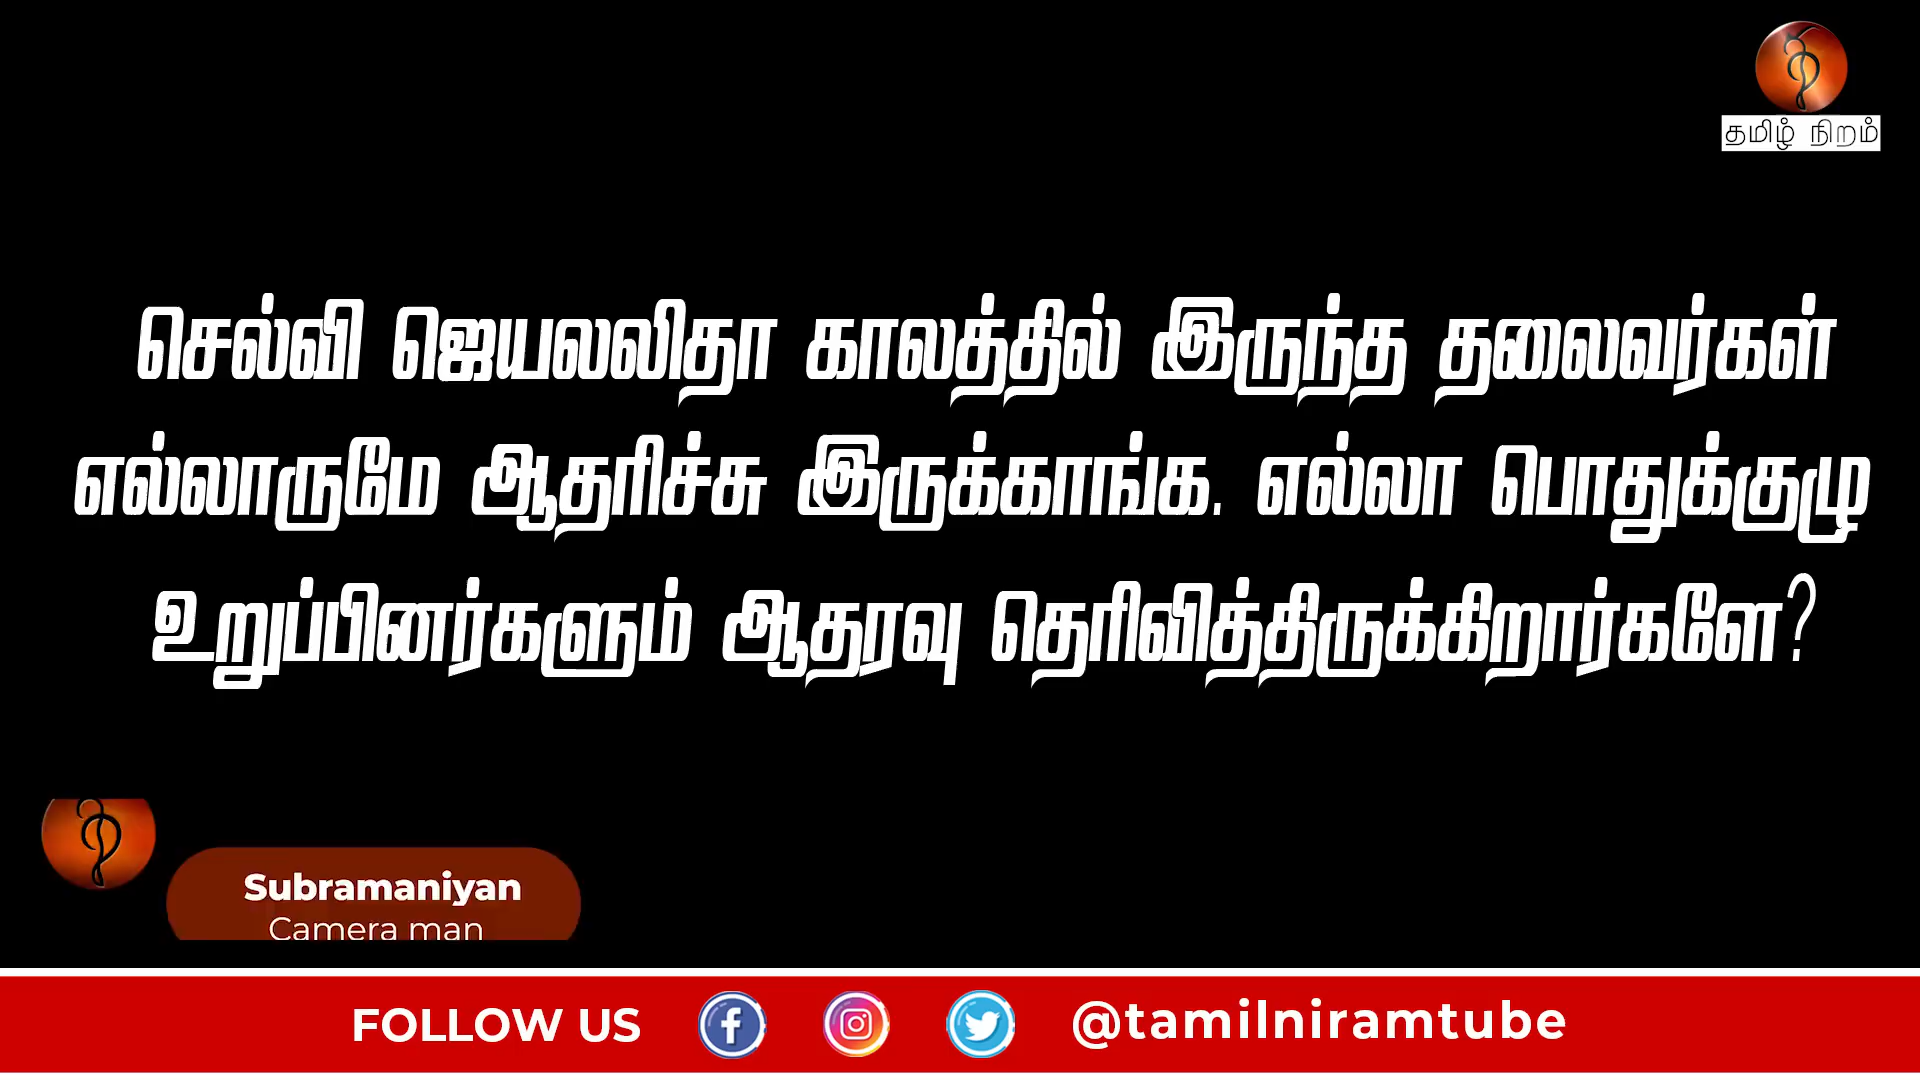 தமிழ் நிறம்
செல்வி ஜெயலலிதா காலத்தில் இருந்த தலைவர்கள்
எல்லாருமே ஆதரிச்சு இருக்காங்க. எல்லா பொதுக்குழு
உறுப்பினர்களும் ஆதரவு தெரிவித்திருக்கிறார்களே?
Subramaniyan
Camera man
FOLLOW US @tamilniramtube